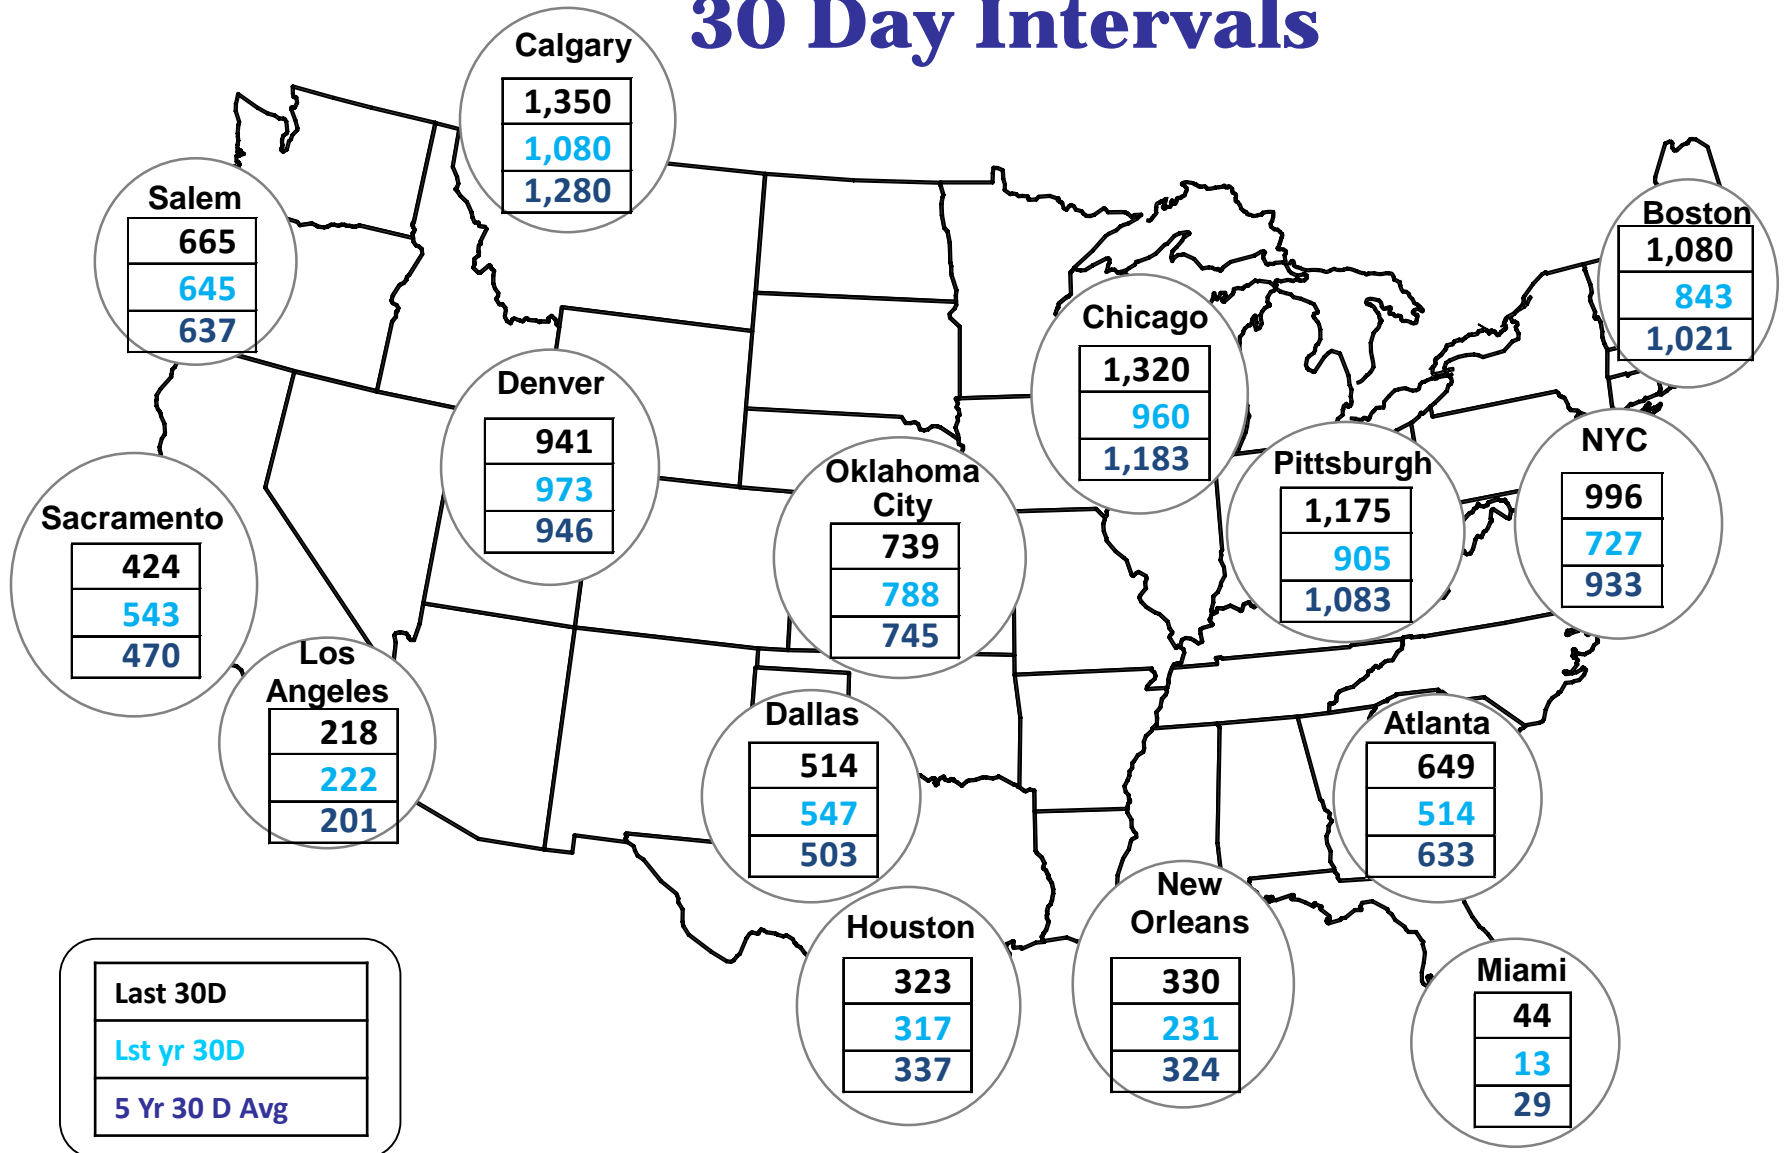 30 Day Intervals
Calgary
1,350
1,080
1,280
Salem
665
645
637
Boston
1,080
843
1,021
Chicago
1,320
960
1,183
Denver
941
973
946
Oklahoma
City
739
788
745
Pittsburgh
1,175
905
1,083
NYC
996
727
933
Sacramento
424
543
470
Los
Angeles
218
222
201
Dallas
514
547
503
Atlanta
649
514
633
Houston
323
317
337
New
Orleans
330
231
324
Miami
44
13
29
Last 30D
Lst yr 30D
5 Yr 30 D Avg